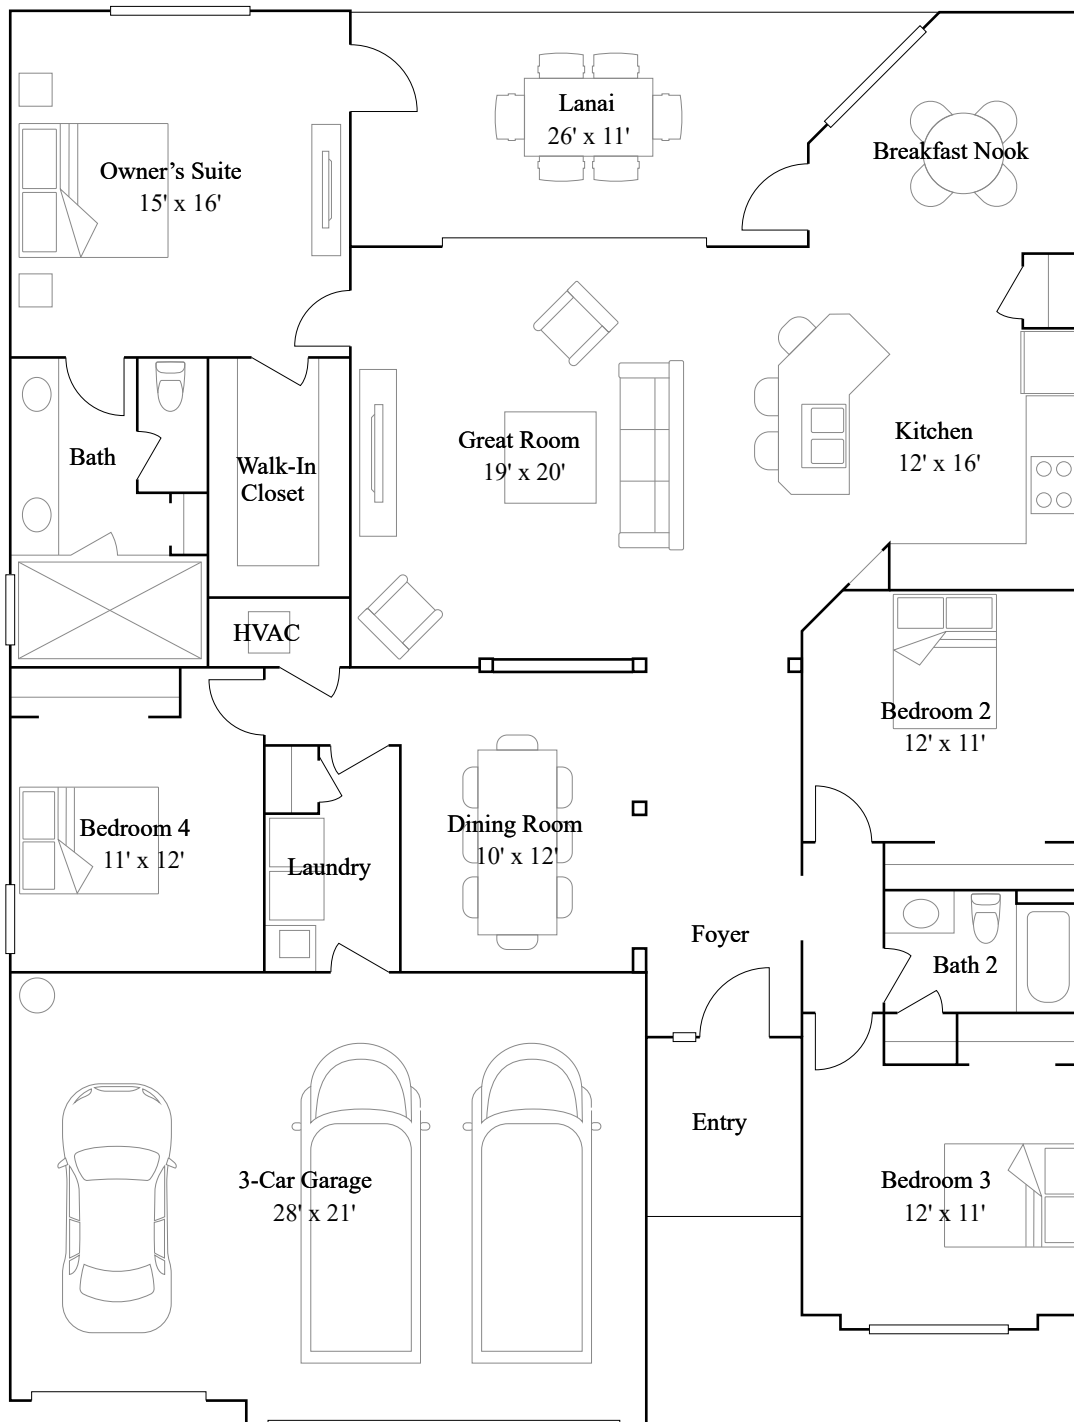 Lanai
26' x 11'
Breakfast Nook
Owner’s Suite
15' x 16'
Great Room
19' x 20'
Kitchen
12' x 16'
Bath
Walk-In
Closet
HVAC
Bedroom 2
12' x 11'
Bedroom 4
11' x 12'
Dining Room
10' x 12'
Laundry
Foyer
Bath 2
Entry
3-Car Garage
28' x 21'
Bedroom 3
12' x 11'